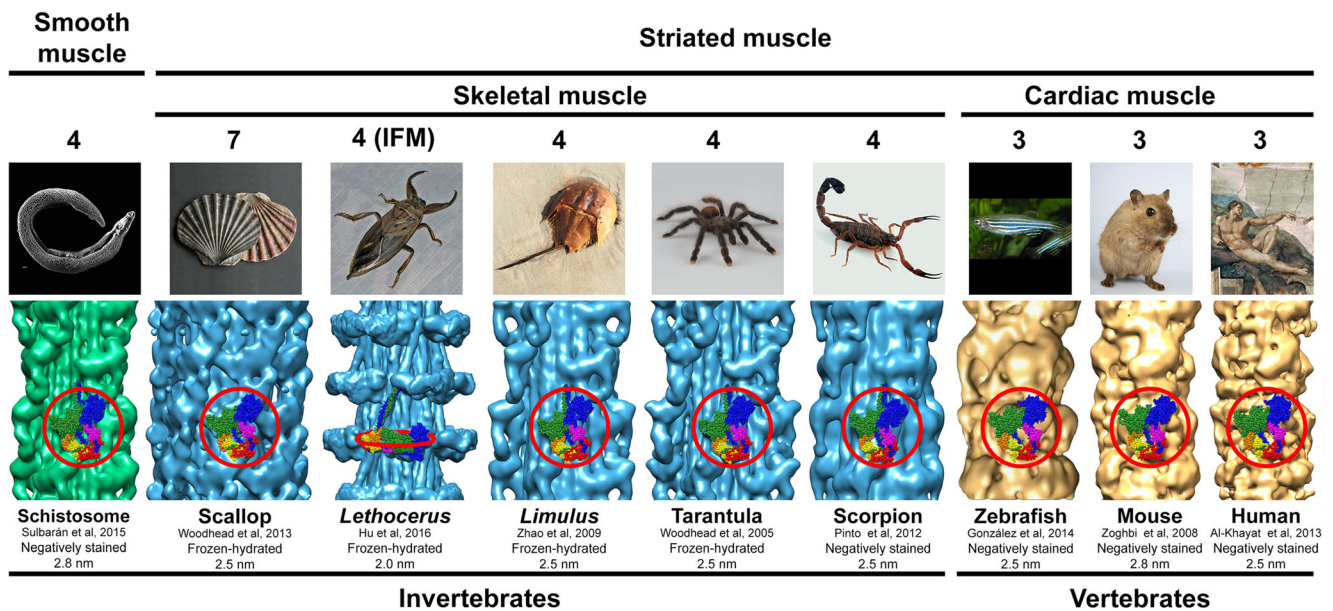 Smooth
muscle
Striated muscle
Skeletal muscle
Cardiac muscle
4
7
4 (IFM)
4
4
4
3
3
3
Schistosome
Sulbarán et al, 2015
Negatively stained
2.8 nm
Scallop
Woodhead et al, 2013
Frozen-hydrated
2.5 nm
Lethocerus
Hu et al, 2016
Frozen-hydrated
2.0 nm
Limulus
Zhao et al, 2009
Frozen-hydrated
2.5 nm
Tarantula
Woodhead et al, 2005
Frozen-hydrated
2.5 nm
Scorpion
Pinto et al, 2012
Negatively stained
2.5 nm
Zebrafish
González et al, 2014
Negatively stained
2.5 nm
Mouse
Zoghbi et al, 2008
Negatively stained
2.8 nm
Human
Al-Khayat et al, 2013
Negatively stained
2.5 nm
Invertebrates
Vertebrates